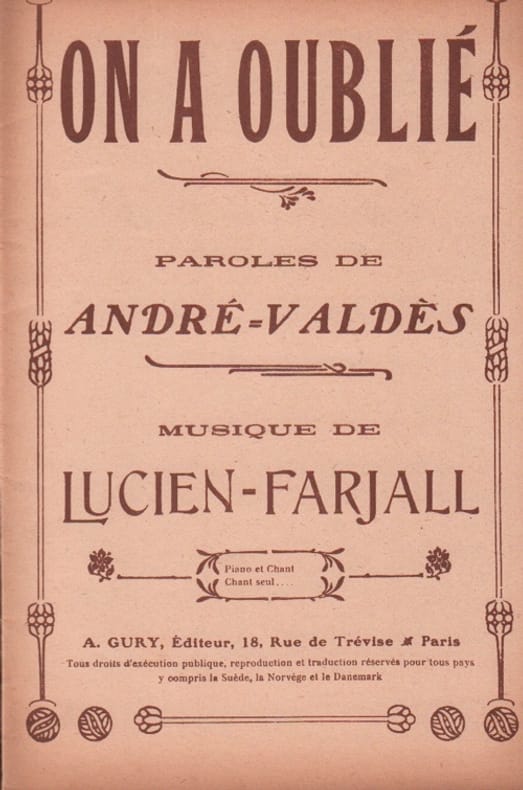 ON A OUBLIÉ
PAROLES DE
ANDRÉ=VALDÈS
MUSIQUE DE
LUCIEN-FARJALL
Piano et Chant
Chant seul....
A. GURY, Éditeur, 18, Rue de Trévise Paris
Tous droits d'exécution publique, reproduction et traduction réservés pour tous pays
y compris la Suède, la Norvège et le Danemark